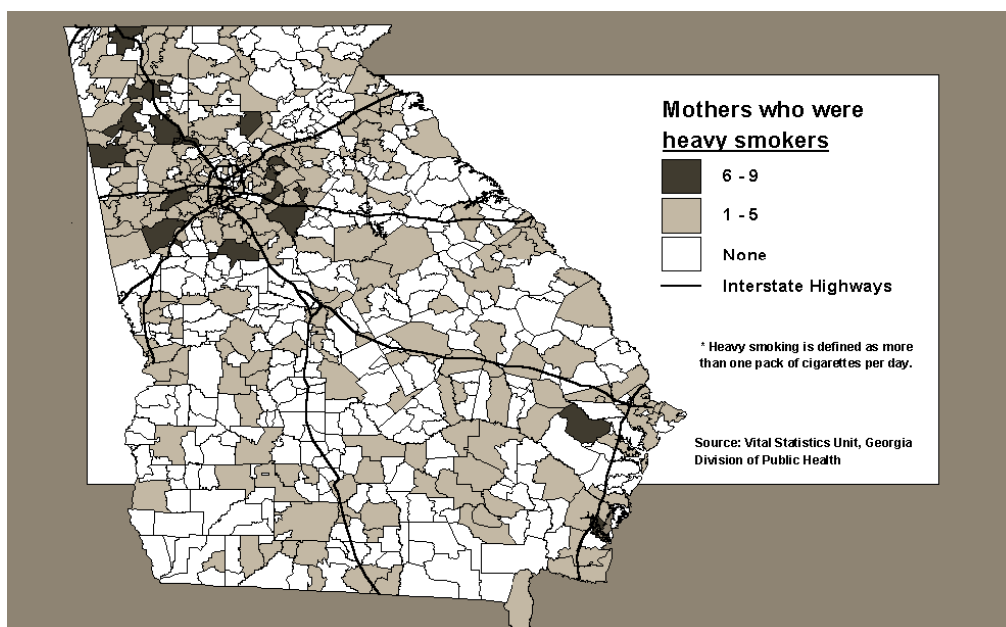 Mothers who were
heavy smokers
6 - 9
1 - 5
None
Interstate Highways
* Heavy smoking is defined as more
than one pack of cigarettes per day.
Source: Vital Statistics Unit, Georgia
Division of Public Health